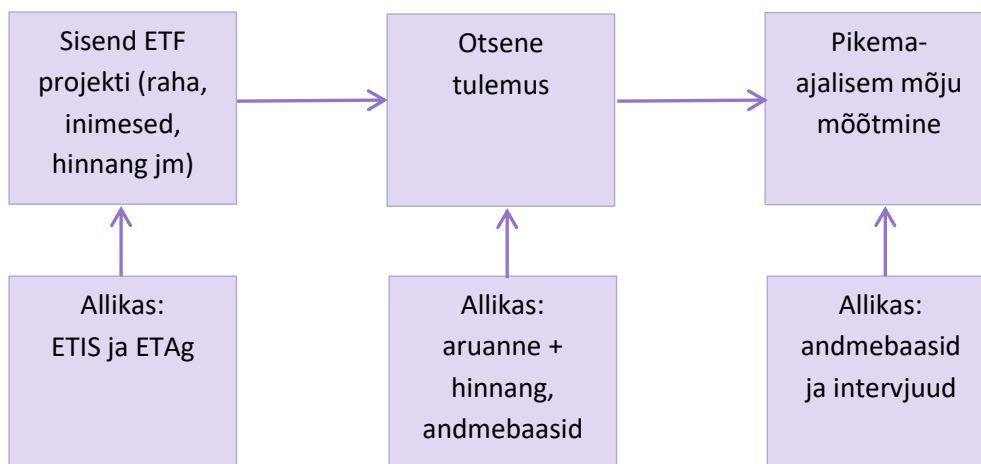 Sisend ETF
projekti (raha,
inimesed,
hinnang jm)
Otsene
tulemus
Pikema-
ajalisem mõju
mõõtmine
Allikas:
ETIS ja ETAg
Allikas:
aruanne +
hinnang,
andmebaasid
Allikas:
andmebaasid
ja intervjuud